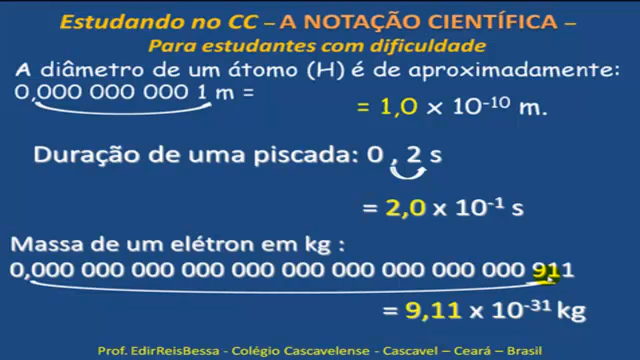 Estudando no CC – A NOTAÇÃO CIENTÍFICA –
Para estudantes com dificuldade
A diâmetro de um átomo (H) é de aproximadamente:
0,000 000 000 1 m =
= 1,0 x 10⁻¹⁰ m.
Duração de uma piscada: 0 , 2 s
= 2,0 x 10⁻¹ s
Massa de um elétron em kg :
0,000 000 000 000 000 000 000 000 000 000 911
= 9,11 x 10⁻³¹ kg
Prof. EdirReisBessa - Colégio Cascavelense - Cascavel – Ceará – Brasil